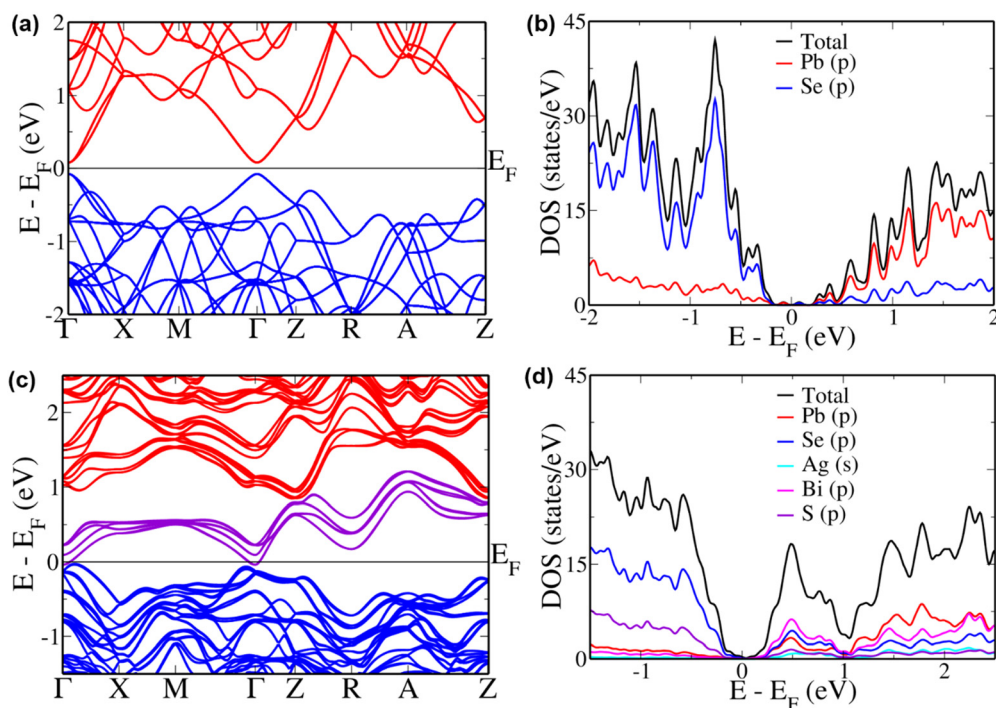 (a)
E - E_F (eV)
2
1
0
-1
-2
Γ X M Γ Z R A Z
E_F
(b)
DOS (states/eV)
45
30
15
0
Total
Pb (p)
Se (p)
-2 -1 0 1 2
E - E_F (eV)
(c)
E - E_F (eV)
2
1
0
-1
Γ X M Γ Z R A Z
E_F
(d)
DOS (states/eV)
45
30
15
0
Total
Pb (p)
Se (p)
Ag (s)
Bi (p)
S (p)
-1 0 1 2
E - E_F (eV)